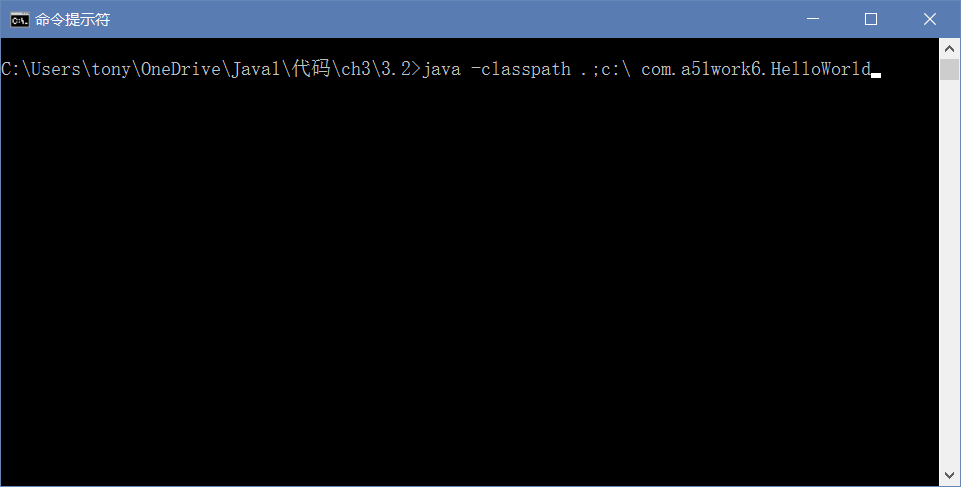 命令提示符
C:\Users\tony\OneDrive\Java1\代码\ch3\3.2>java -classpath .;c:\ com.a51work6.HelloWorld